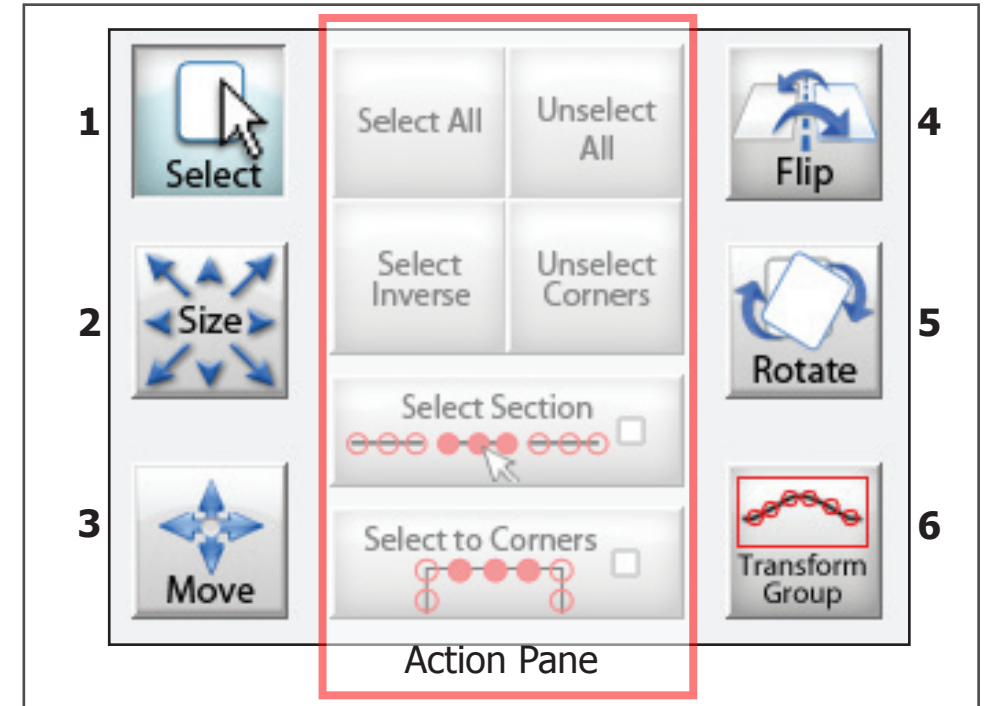 1
Select
2
Size
3
Move
Select All
Unselect
All
Select
Inverse
Unselect
Corners
Select Section
Select to Corners
Action Pane
4
Flip
5
Rotate
6
Transform
Group